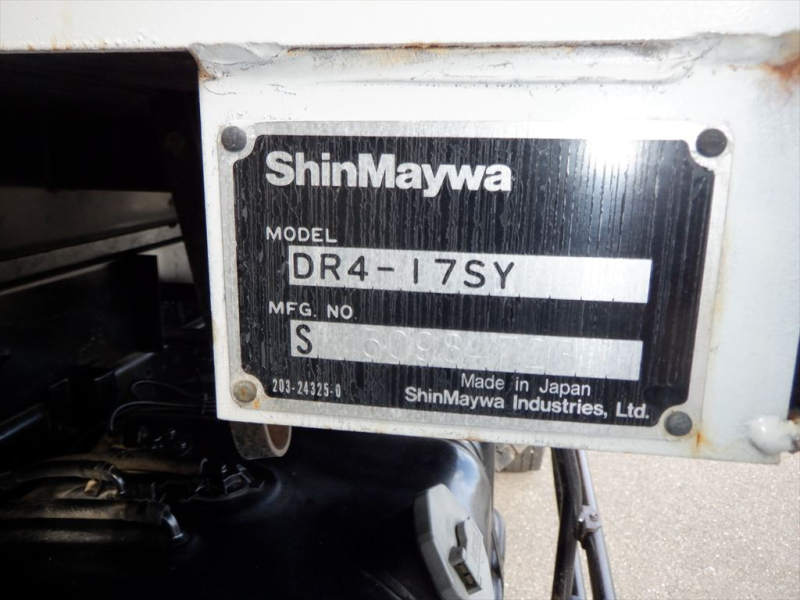 ShinMaywa
MODEL
DR4-17SY
MFG. NO.
S
203-24325-0
Made in Japan
ShinMaywa Industries, Ltd.